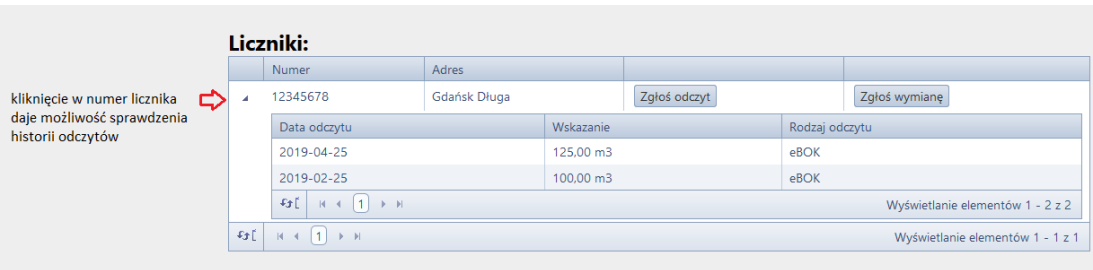 Liczniki:
Numer Adres
kliknięcie w numer licznika
daje możliwość sprawdzenia
historii odczytów
12345678 Gdańsk Długa Zgłoś odczyt Zgłoś wymianę
Data odczytu Wskazanie Rodzaj odczytu
2019-04-25 125,00 m3 eBOK
2019-02-25 100,00 m3 eBOK
1 Wyświetlanie elementów 1 - 2 z 2
1 Wyświetlanie elementów 1 - 1 z 1